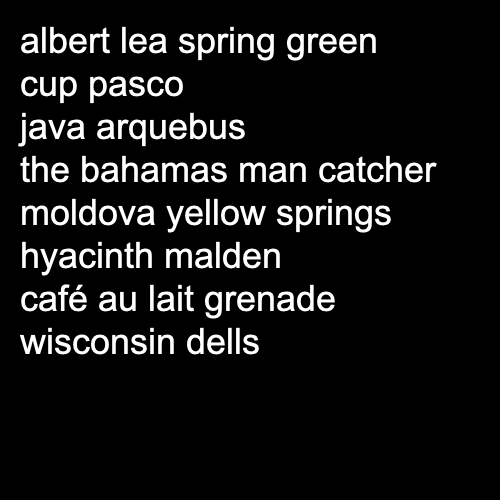 albert lea spring green
cup pasco
java arquebus
the bahamas man catcher
moldova yellow springs
hyacinth malden
café au lait grenade
wisconsin dells